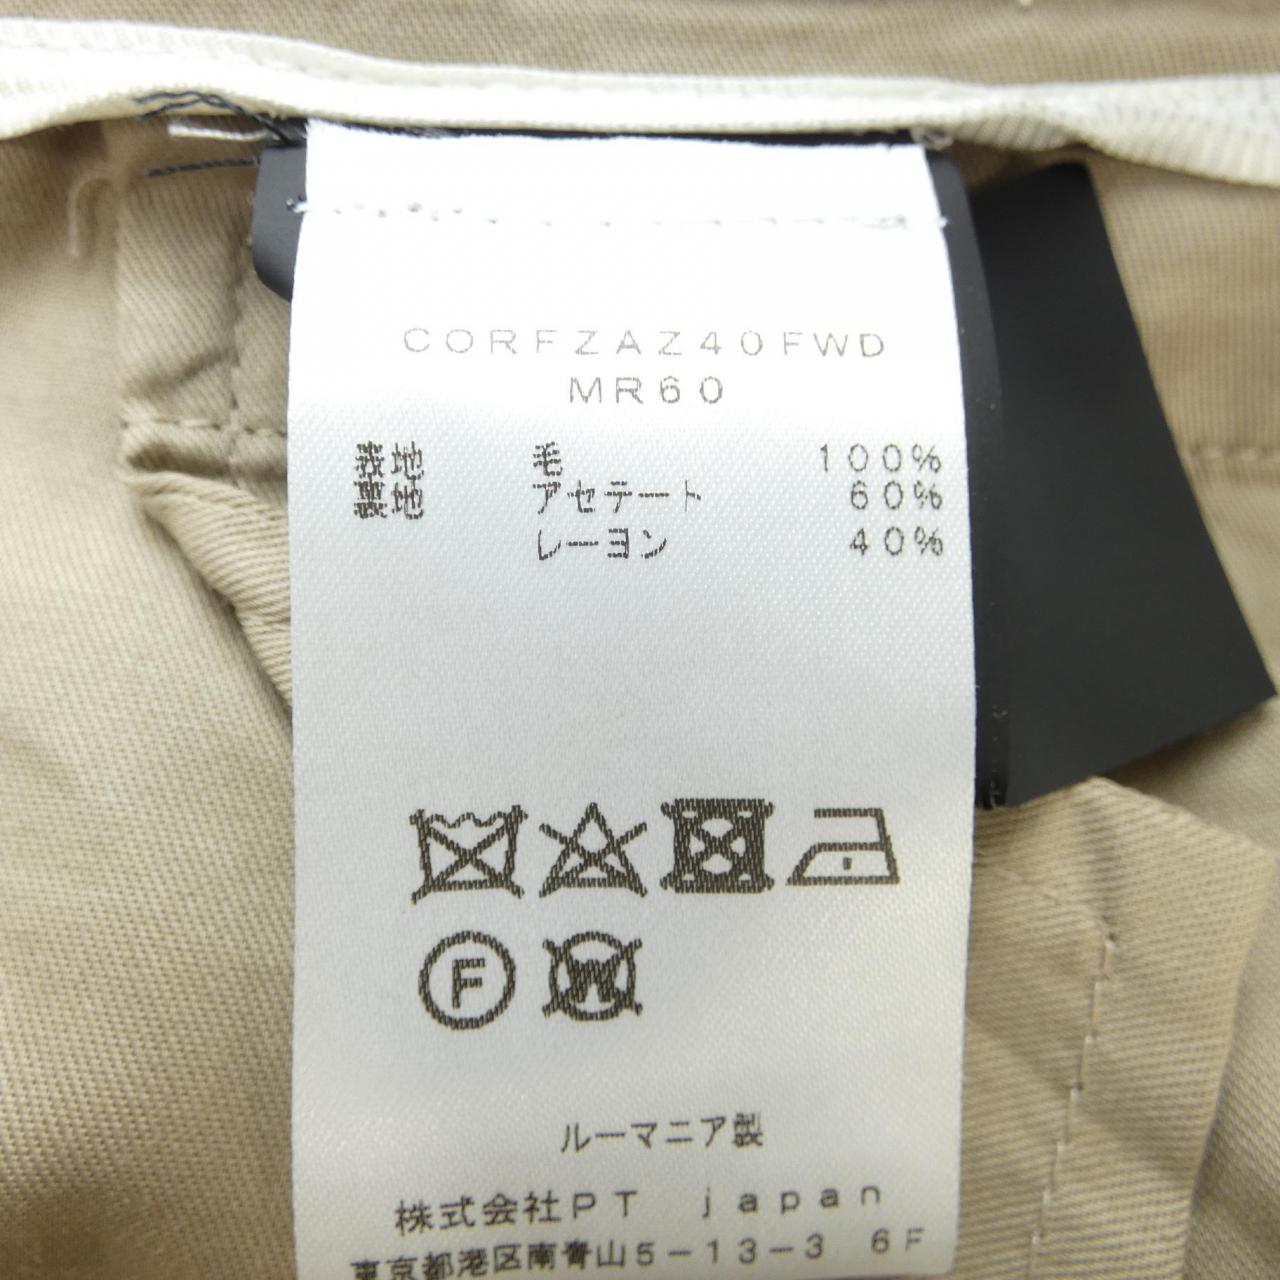 CORFZAZ40FWD
MR60
表地 毛 100%
裏地 アセテート 60%
レーヨン 40%
F
W
ルーマニア製
株式会社PT japan
東京都港区南青山5-13-3 6F